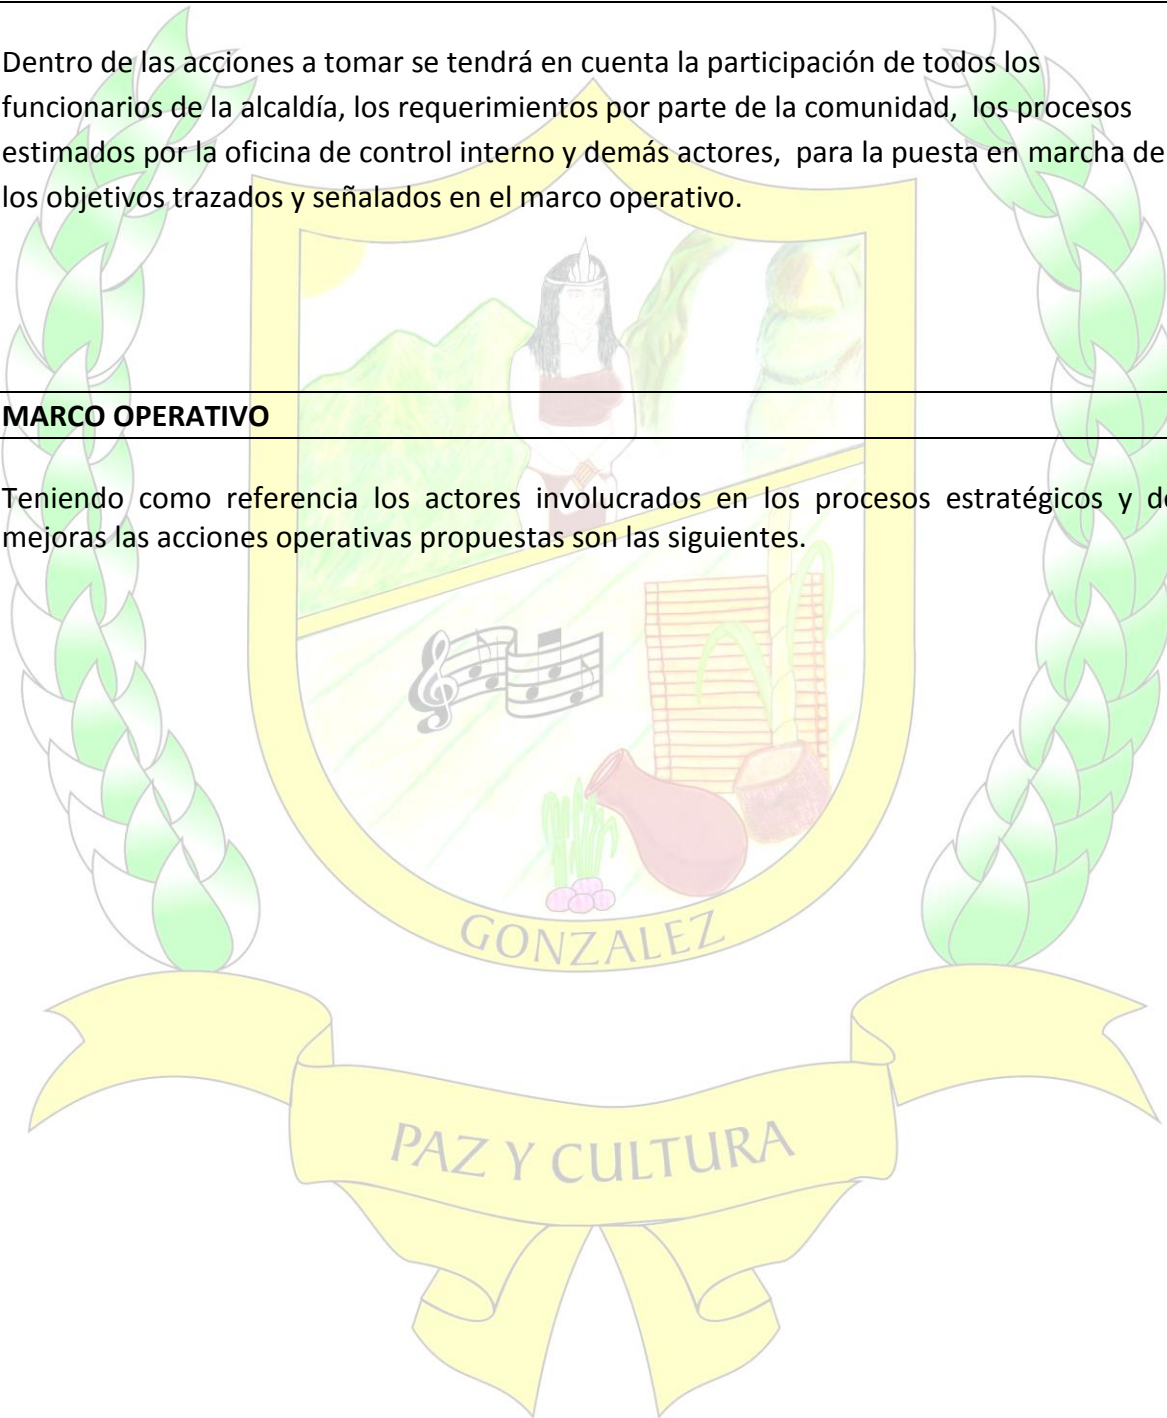 Dentro de las acciones a tomar se tendrá en cuenta la participación de todos los
funcionarios de la alcaldía, los requerimientos por parte de la comunidad, los procesos
estimados por la oficina de control interno y demás actores, para la puesta en marcha de
los objetivos trazados y señalados en el marco operativo.
MARCO OPERATIVO
Teniendo como referencia los actores involucrados en los procesos estratégicos y de
mejoras las acciones operativas propuestas son las siguientes.
GONZALEZ
PAZ Y CULTURA